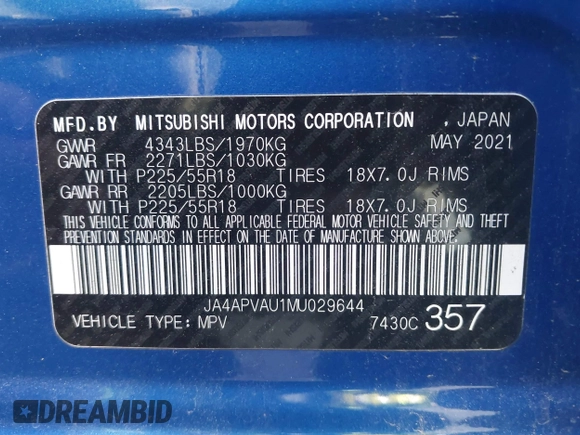 MFD.BY MITSUBISHI MOTORS CORPORATION , JAPAN
GVWR 4343LBS/1970KG MAY 2021
GAWR FR 2271LBS/1030KG
WITH P225/55R18 TIRES 18X7.0J RIMS
GAWR RR 2205LBS/1000KG
WITH P225/55R18 TIRES 18X7.0J RIMS
THIS VEHICLE CONFORMS TO ALL APPLICABLE FEDERAL MOTOR VEHICLE SAFETY AND THEFT
PREVENTION STANDARDS IN EFFECT ON THE DATE OF MANUFACTURE SHOWN ABOVE.
JA4APVAU1MU029644
VEHICLE TYPE: MPV 7430C 357
DREAMBID